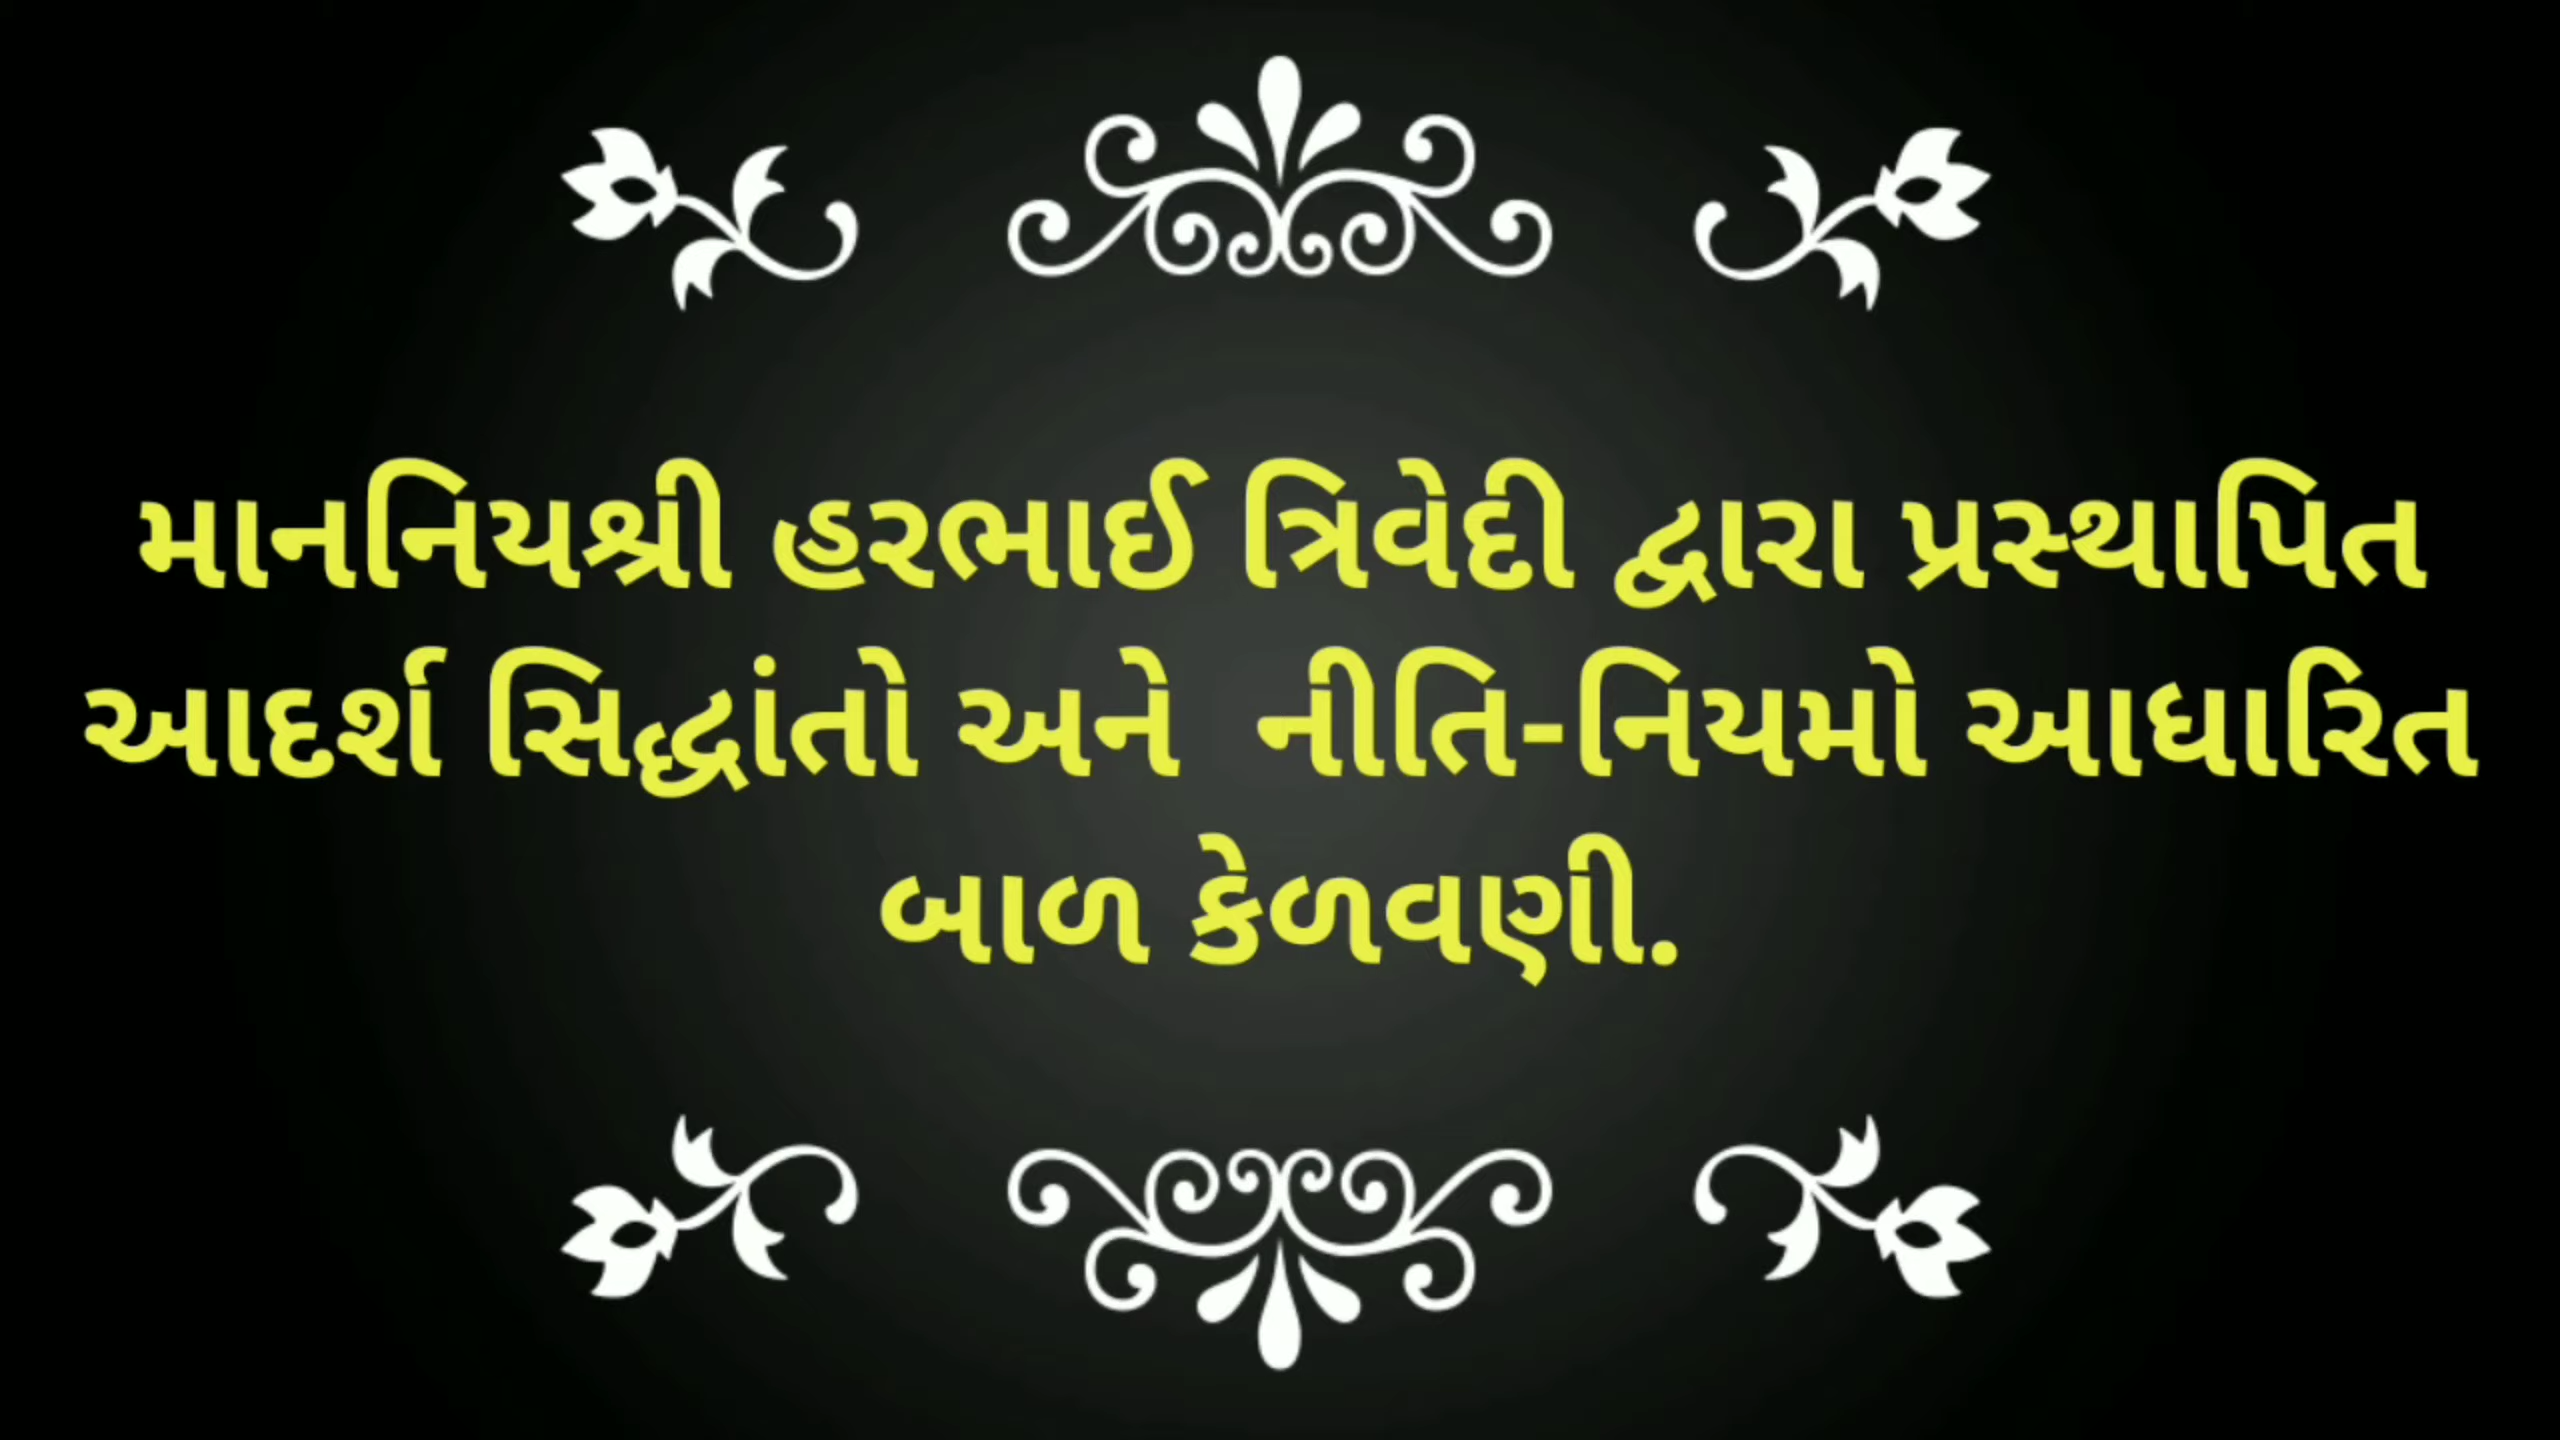 માનનિયશ્રી હરભાઈ ત્રિવેદી દ્વારા પ્રસ્થાપિત
આદર્શ સિદ્ધાંતો અને  નીતિ-નિયમો આધારિત
બાળ કેળવણી.